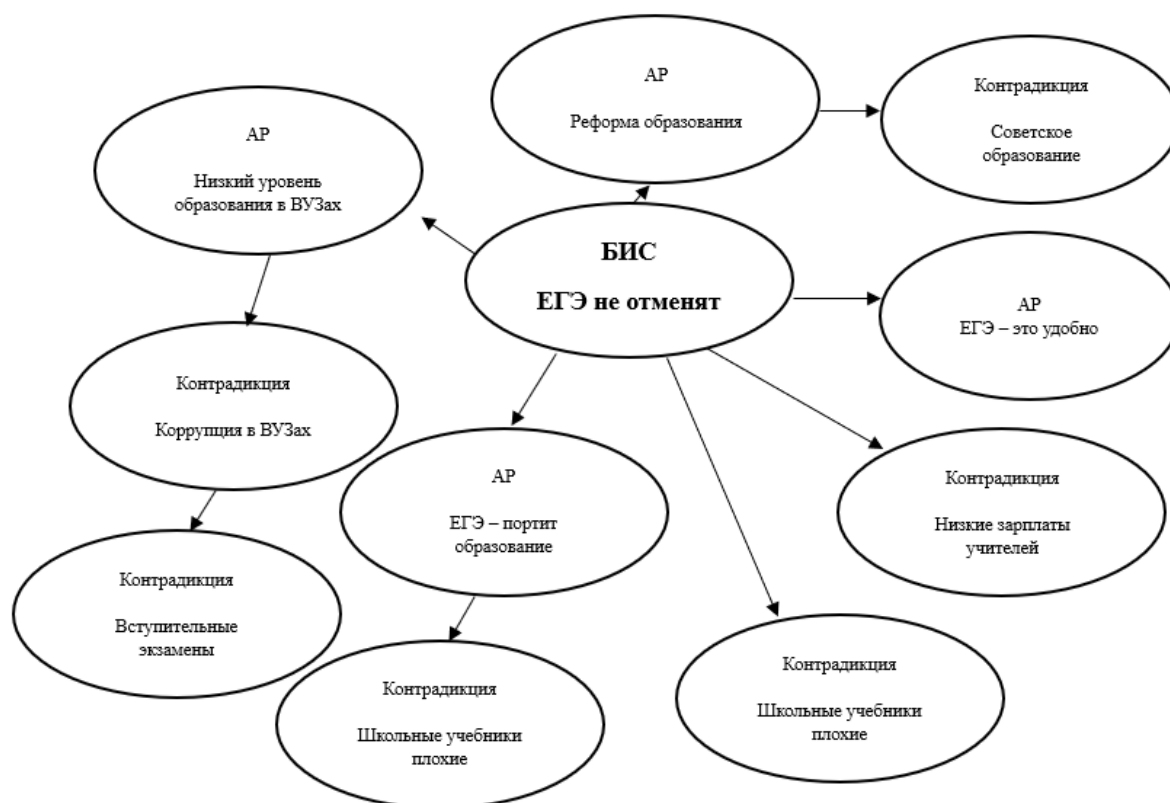 АР
Реформа образования
Контрадикция
Советское
образование
АР
Низкий уровень
образования в ВУЗах
БИС
ЕГЭ не отменят
АР
ЕГЭ – это удобно
Контрадикция
Коррупция в ВУЗах
АР
ЕГЭ – портит
образование
Контрадикция
Низкие зарплаты
учителей
Контрадикция
Вступительные
экзамены
Контрадикция
Школьные учебники
плохие
Контрадикция
Школьные учебники
плохие